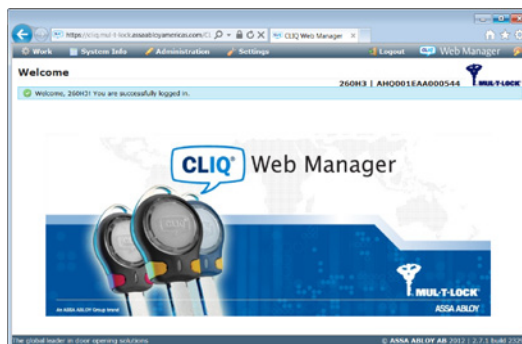 https://cliq.mul-t-lock.assaabloyamericas.com/CL
CLIQ Web Manager
Work System Info Administration Settings Logout Web Manager
Welcome
260H3 | AHQ001EAA000544 MUL-T-LOCK
Welcome, 260H3! You are successfully logged in.
CLIQ® Web Manager
MUL-T-LOCK®
An ASSA ABLOY Group brand
ASSA ABLOY
The global leader in door opening solutions
© ASSA ABLOY AB 2012 | 2.7.1 build